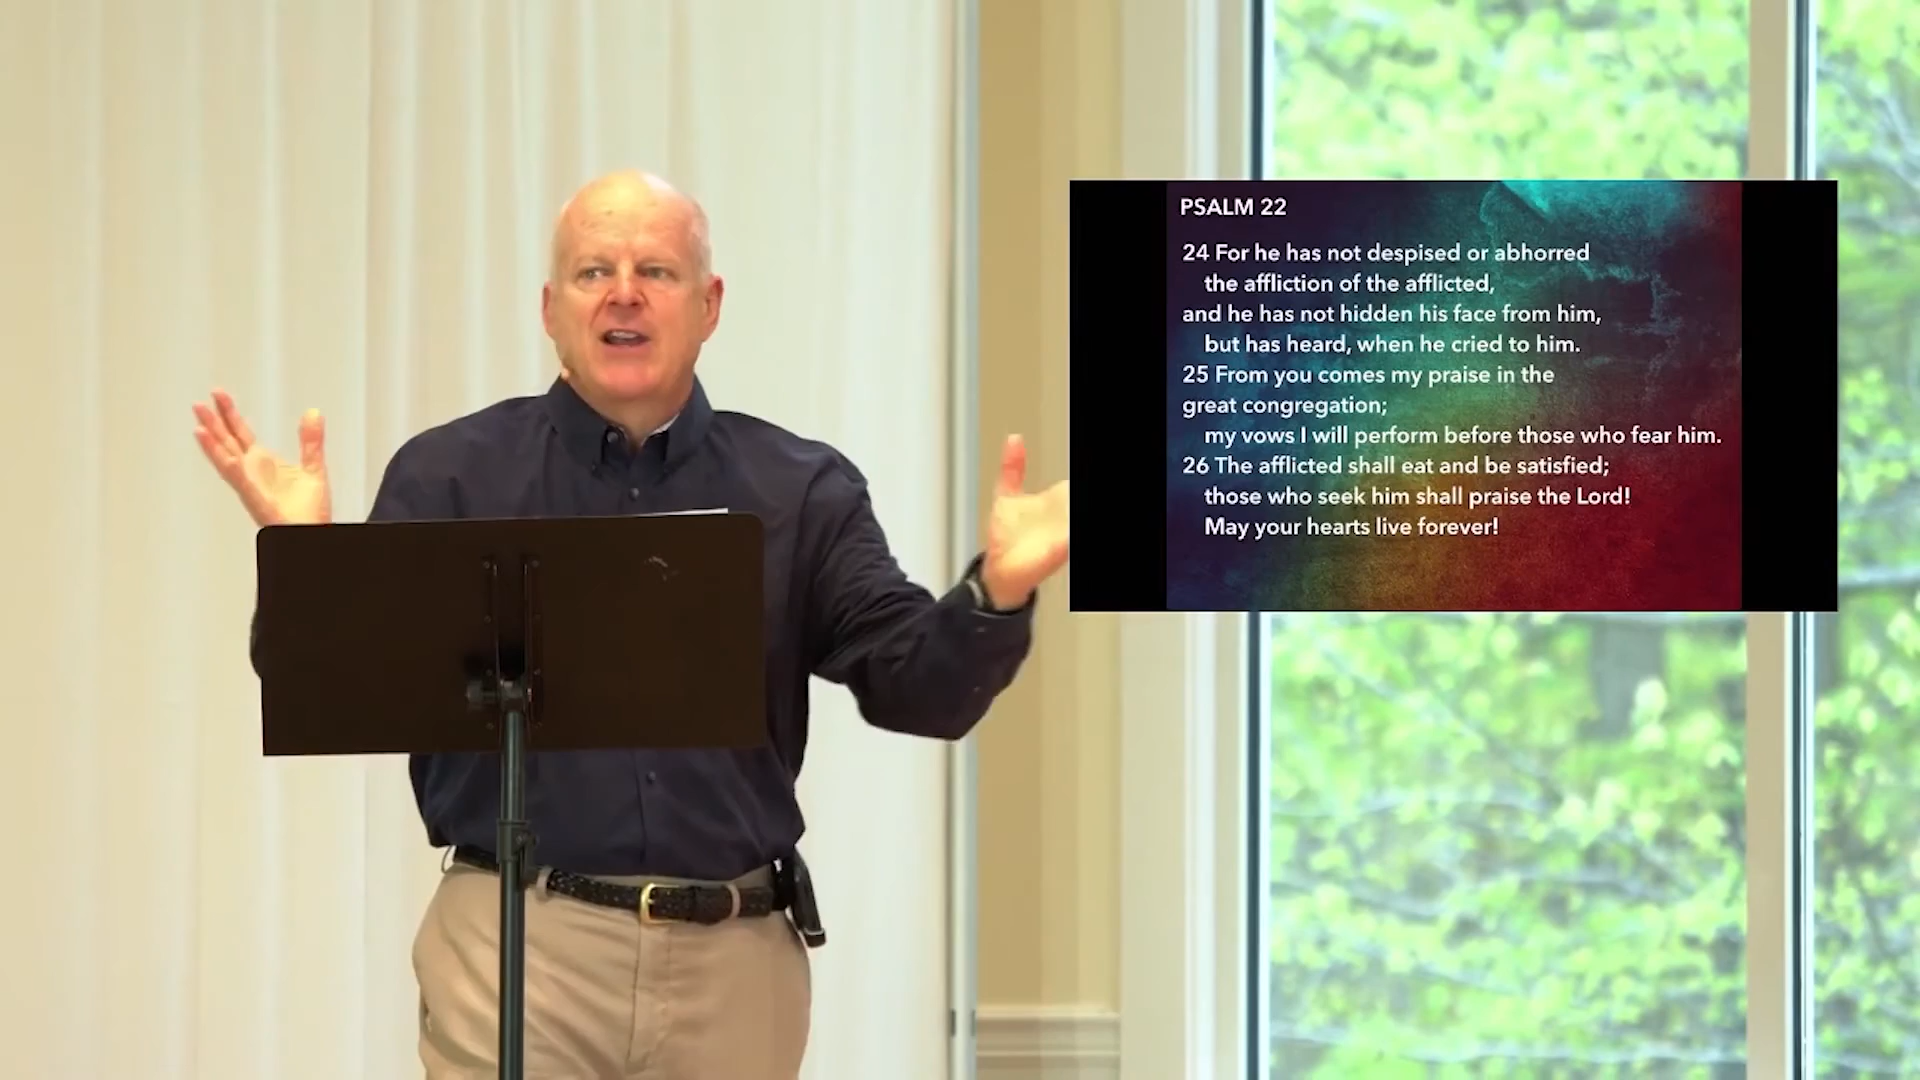 PSALM 22
24 For he has not despised or abhorred
the affliction of the afflicted,
and he has not hidden his face from him,
but has heard, when he cried to him.
25 From you comes my praise in the
great congregation;
my vows I will perform before those who fear him.
26 The afflicted shall eat and be satisfied;
those who seek him shall praise the Lord!
May your hearts live forever!